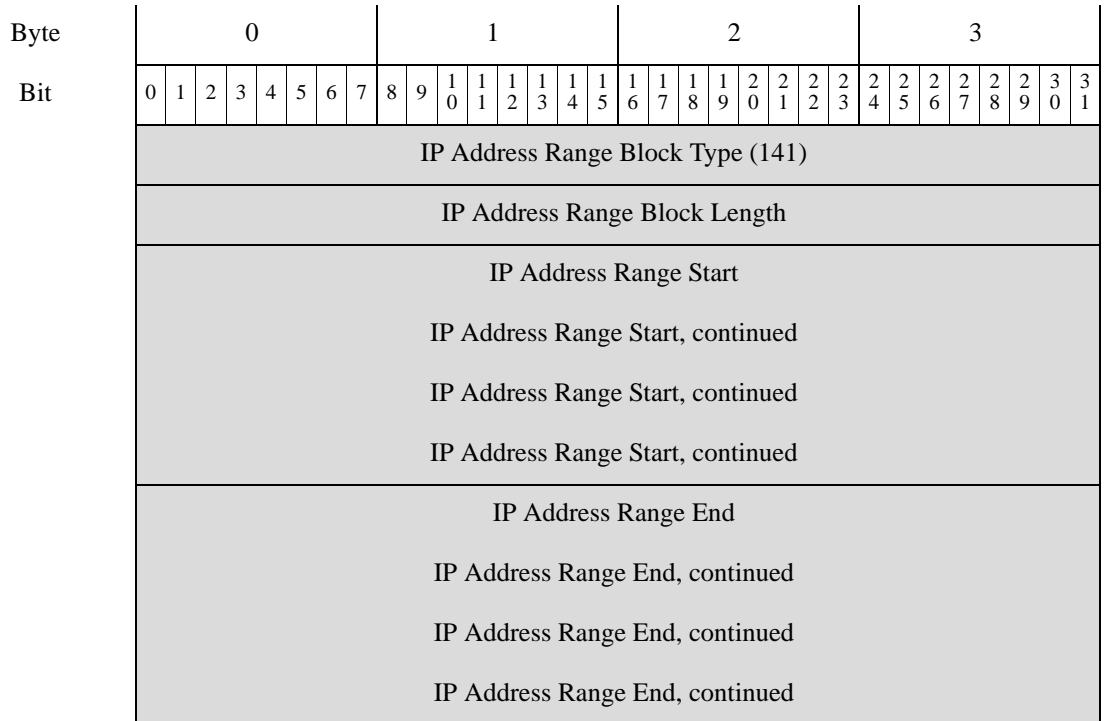 Byte 0 1 2 3
Bit 0 1 2 3 4 5 6 7 8 9 10 11 12 13 14 15 16 17 18 19 20 21 22 23 24 25 26 27 28 29 30 31
IP Address Range Block Type (141)
IP Address Range Block Length
IP Address Range Start
IP Address Range Start, continued
IP Address Range Start, continued
IP Address Range Start, continued
IP Address Range End
IP Address Range End, continued
IP Address Range End, continued
IP Address Range End, continued